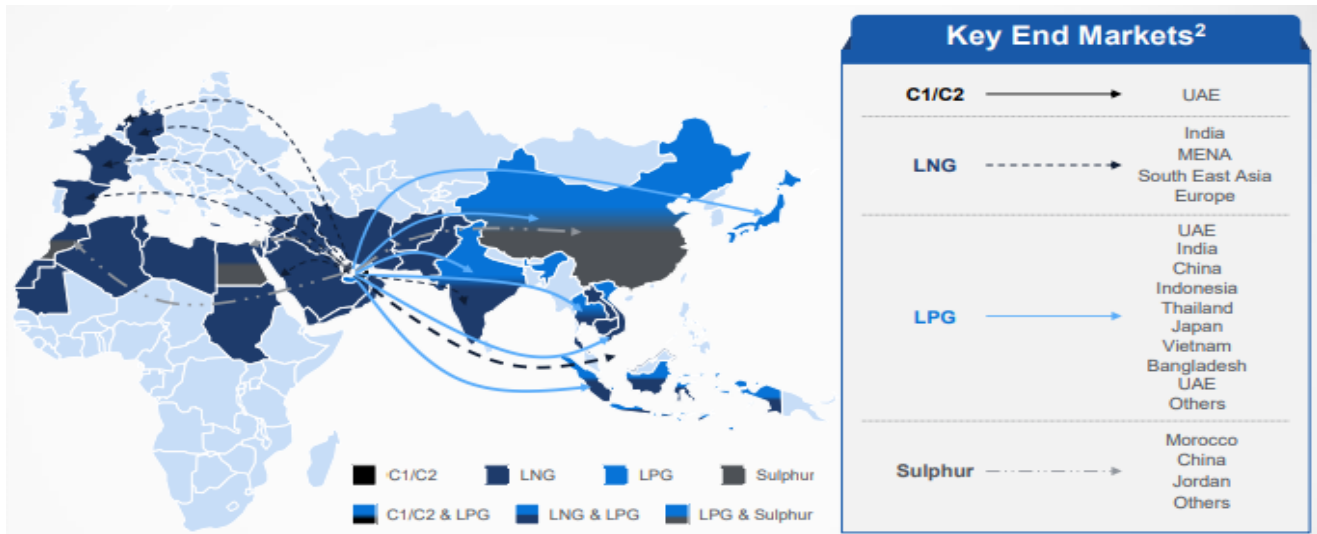 Key End Markets²
C1/C2
UAE
LNG
India
MENA
South East Asia
Europe
LPG
UAE
India
China
Indonesia
Thailand
Japan
Vietnam
Bangladesh
UAE
Others
Sulphur
Morocco
China
Jordan
Others
C1/C2 LNG LPG Sulphur
C1/C2 & LPG LNG & LPG LPG & Sulphur